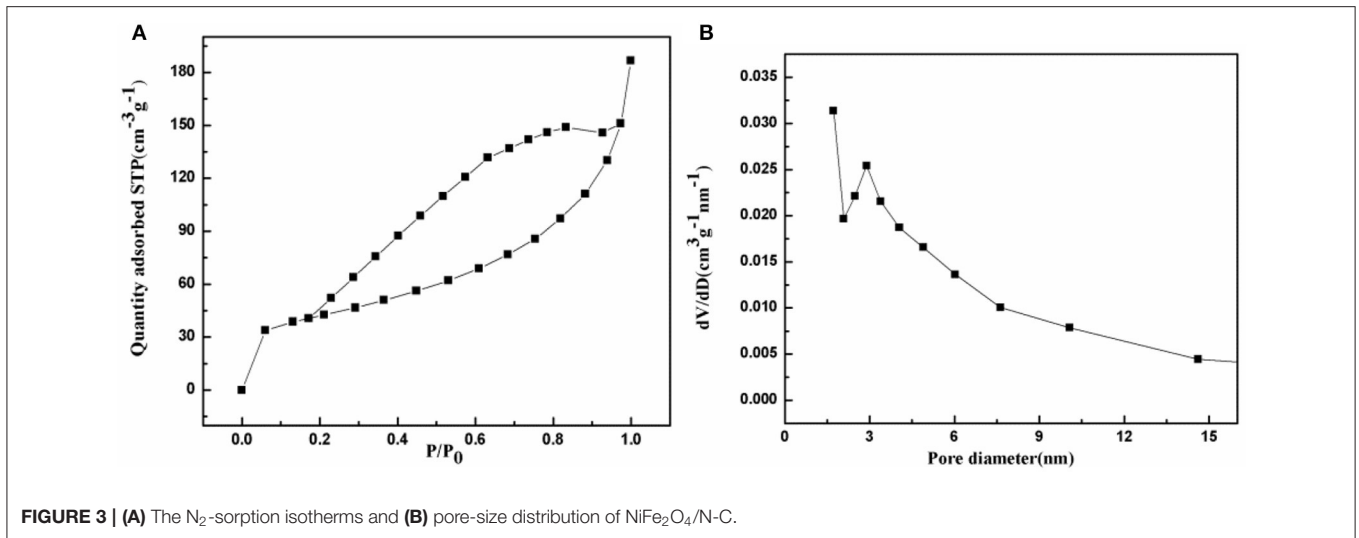 A
B
Quantity adsorbed STP(cm-3g-1)
180
150
120
90
60
30
0
0.0 0.2 0.4 0.6 0.8 1.0
P/P0
dV/dD(cm3g-1nm-1)
0.035
0.030
0.025
0.020
0.015
0.010
0.005
0.000
0 3 6 9 12 15
Pore diameter(nm)
FIGURE 3 | (A) The N2-sorption isotherms and (B) pore-size distribution of NiFe2O4/N-C.